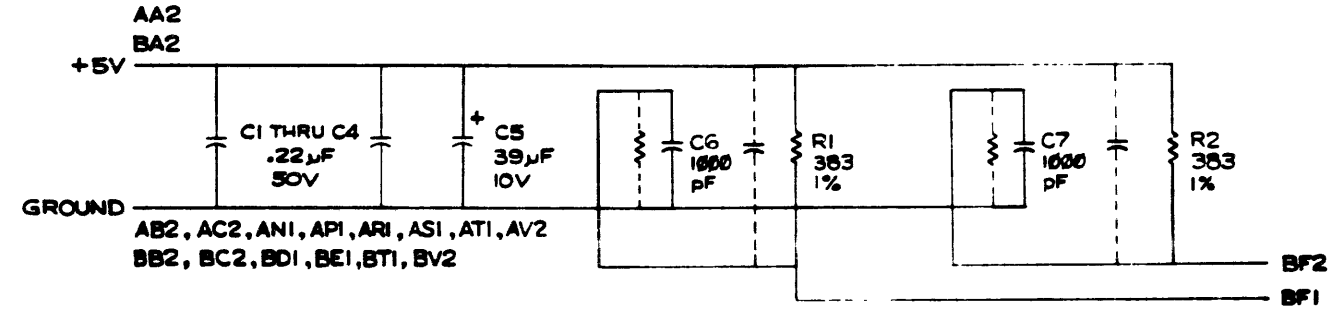 AA2
BA2
+5V
C1 THRU C4
.22µF
50V
+
C5
39µF
10V
C6
1000
pF
R1
383
1%
C7
1000
pF
R2
383
1%
GROUND
AB2, AC2, AN1, AP1, AR1, AS1, AT1, AV2
BB2, BC2, BD1, BE1, BT1, BV2
BF2
BF1